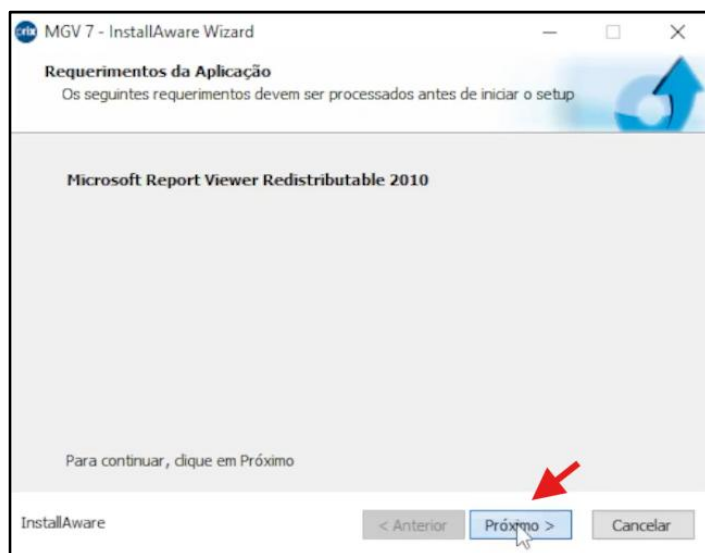 prix
MGV 7 - InstallAware Wizard
Requerimentos da Aplicação
Os seguintes requerimentos devem ser processados antes de iniciar o setup
Microsoft Report Viewer Redistributable 2010
Para continuar, clique em Próximo
InstallAware
< Anterior
Próximo >
Cancelar